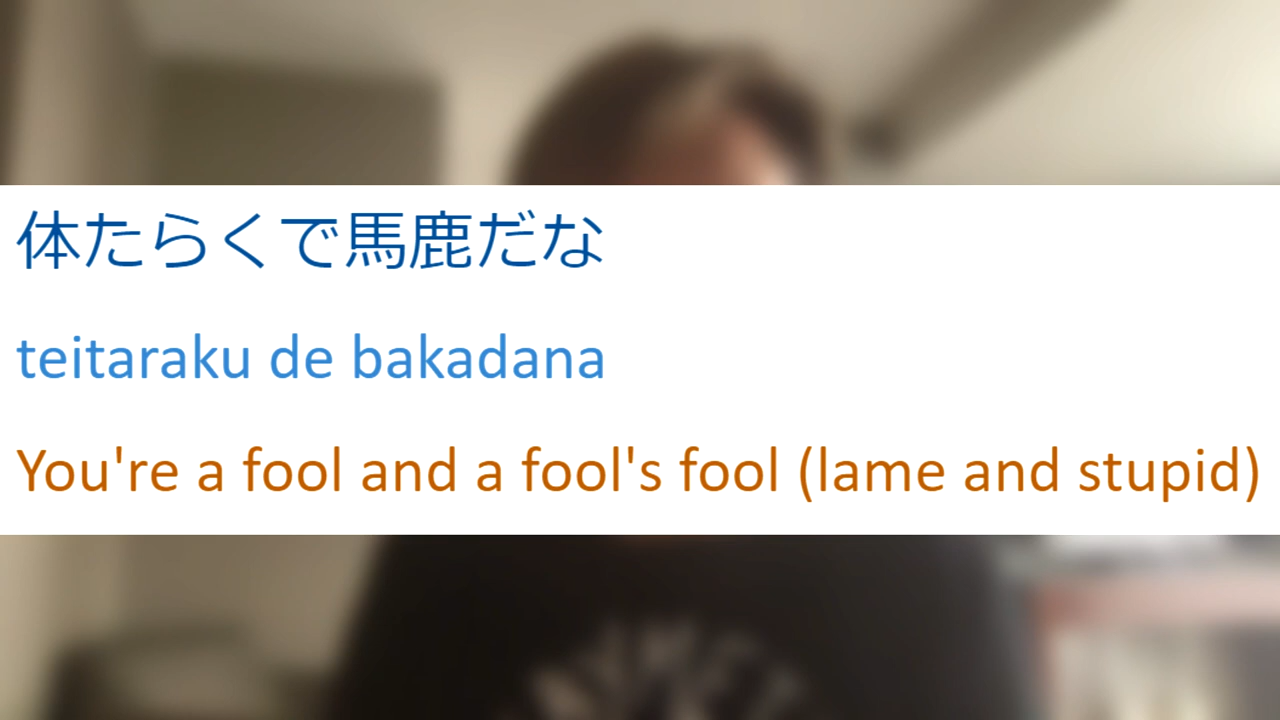 体たらくで馬鹿だな
teitaraku de bakadana
You're a fool and a fool's fool (lame and stupid)